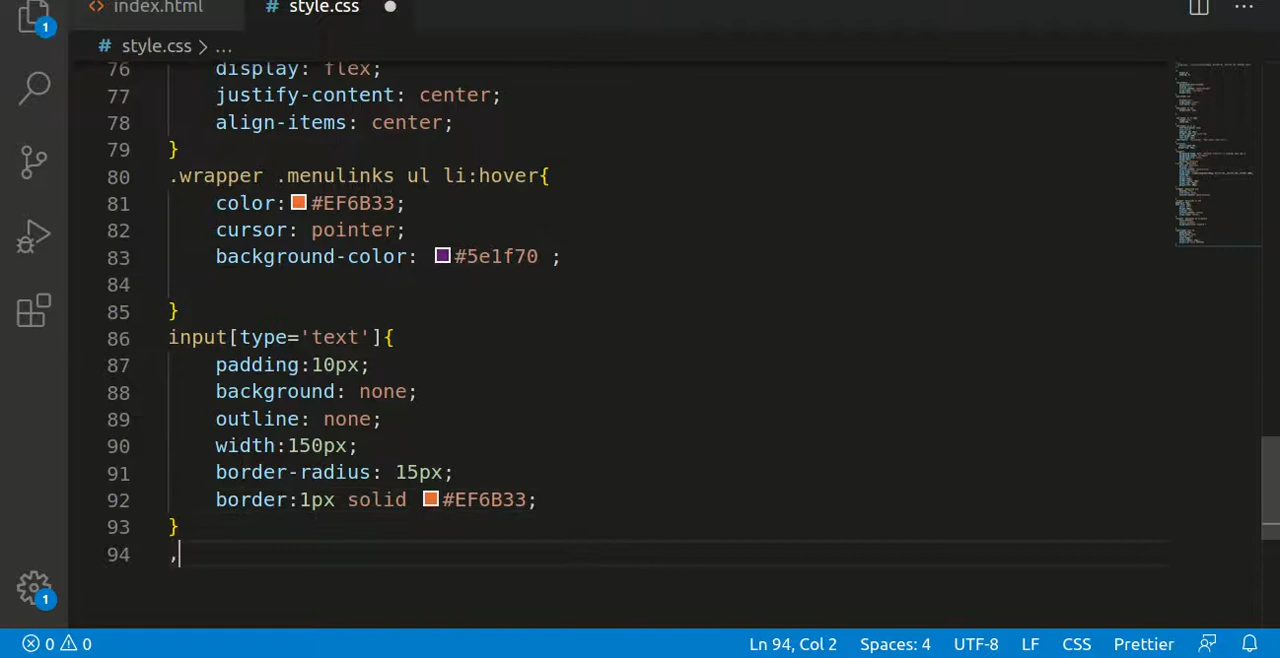 index.html
style.css
1
style.css > ...
76 display: flex;
77 justify-content: center;
78 align-items: center;
79 }
80 .wrapper .menulinks ul li:hover{
81 color: #EF6B33;
82 cursor: pointer;
83 background-color: #5e1f70 ;
84
85 }
86 input[type='text']{
87 padding:10px;
88 background: none;
89 outline: none;
90 width:150px;
91 border-radius: 15px;
92 border:1px solid #EF6B33;
93 }
94 ,
1
0 0 Ln 94, Col 2 Spaces: 4 UTF-8 LF CSS Prettier